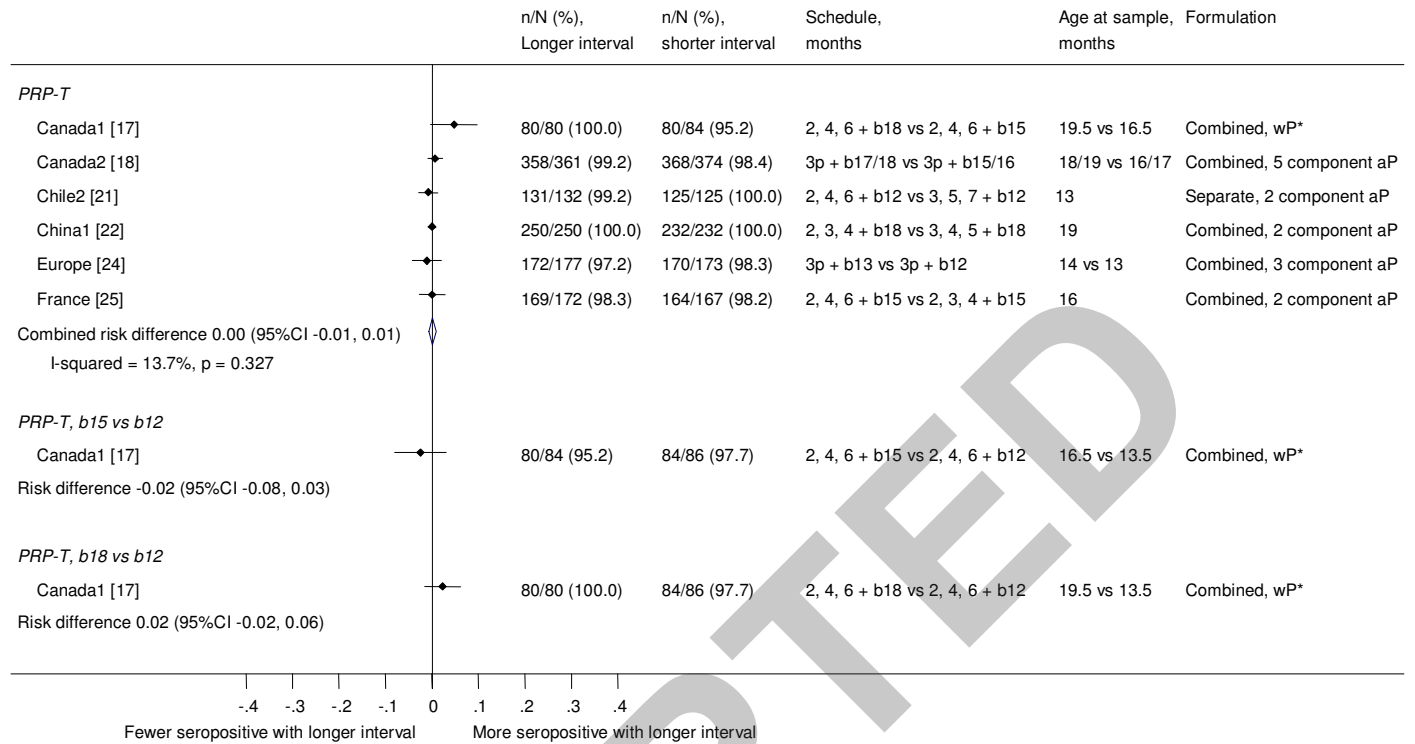 n/N (%), n/N (%), Schedule, Age at sample, Formulation
Longer interval shorter interval months months
PRP-T
Canada1 [17] 80/80 (100.0) 80/84 (95.2) 2, 4, 6 + b18 vs 2, 4, 6 + b15 19.5 vs 16.5 Combined, wP*
Canada2 [18] 358/361 (99.2) 368/374 (98.4) 3p + b17/18 vs 3p + b15/16 18/19 vs 16/17 Combined, 5 component aP
Chile2 [21] 131/132 (99.2) 125/125 (100.0) 2, 4, 6 + b12 vs 3, 5, 7 + b12 13 Separate, 2 component aP
China1 [22] 250/250 (100.0) 232/232 (100.0) 2, 3, 4 + b18 vs 3, 4, 5 + b18 19 Combined, 2 component aP
Europe [24] 172/177 (97.2) 170/173 (98.3) 3p + b13 vs 3p + b12 14 vs 13 Combined, 3 component aP
France [25] 169/172 (98.3) 164/167 (98.2) 2, 4, 6 + b15 vs 2, 3, 4 + b15 16 Combined, 2 component aP
Combined risk difference 0.00 (95%CI -0.01, 0.01)
I-squared = 13.7%, p = 0.327
PRP-T, b15 vs b12
Canada1 [17] 80/84 (95.2) 84/86 (97.7) 2, 4, 6 + b15 vs 2, 4, 6 + b12 16.5 vs 13.5 Combined, wP*
Risk difference -0.02 (95%CI -0.08, 0.03)
PRP-T, b18 vs b12
Canada1 [17] 80/80 (100.0) 84/86 (97.7) 2, 4, 6 + b18 vs 2, 4, 6 + b12 19.5 vs 13.5 Combined, wP*
Risk difference 0.02 (95%CI -0.02, 0.06)
-.4 -.3 -.2 -.1 0 .1 .2 .3 .4
Fewer seropositive with longer interval More seropositive with longer interval
PTED